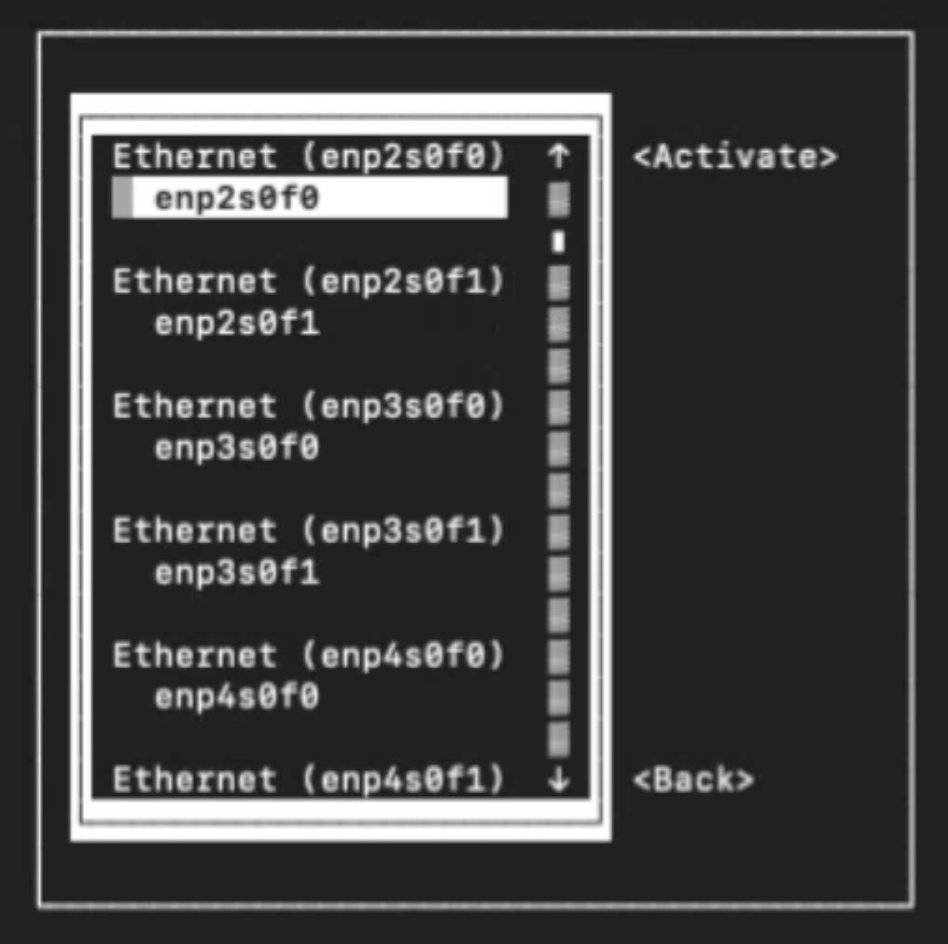 Ethernet (enp2s0f0) ↑ <Activate>
enp2s0f0
Ethernet (enp2s0f1)
enp2s0f1
Ethernet (enp3s0f0)
enp3s0f0
Ethernet (enp3s0f1)
enp3s0f1
Ethernet (enp4s0f0)
enp4s0f0
Ethernet (enp4s0f1) ↓ <Back>